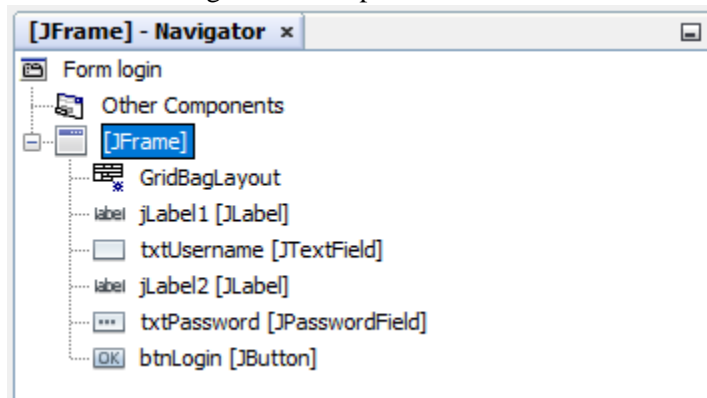 [JFrame] - Navigator ×
Form login
Other Components
[JFrame]
GridBagLayout
label jLabel1 [JLabel]
txtUsername [JTextField]
label jLabel2 [JLabel]
txtPassword [JPasswordField]
OK btnLogin [JButton]